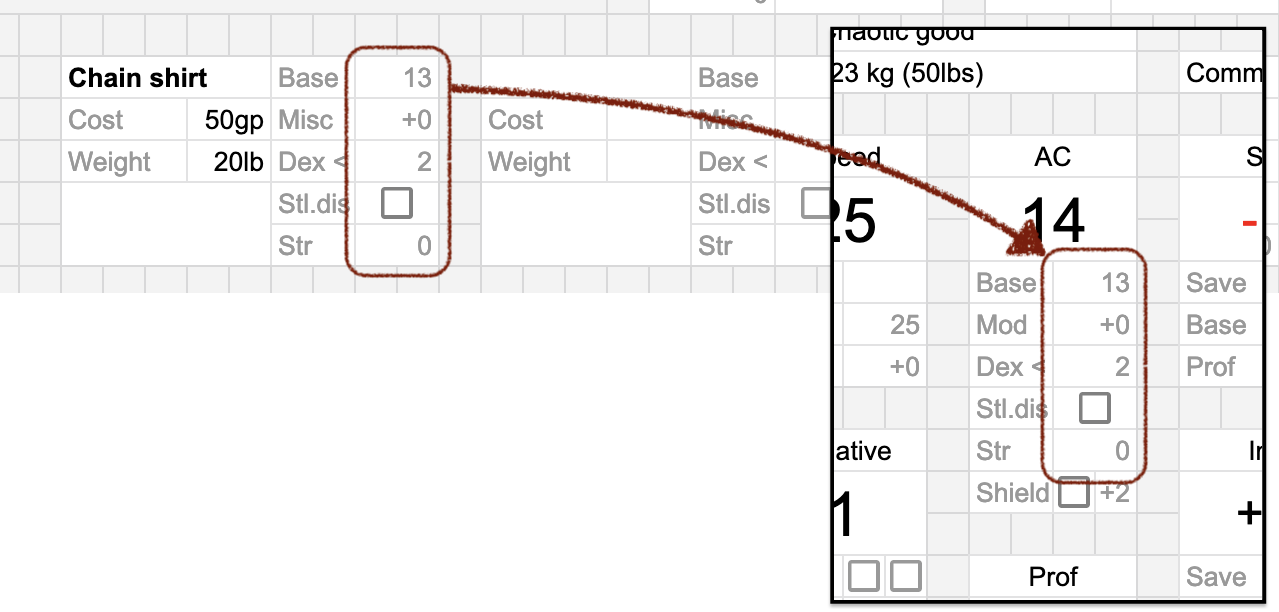 Chain shirt Base 13 Base
Cost 50gp Misc +0 Cost Misc
Weight 20lb Dex < 2 Weight Dex <
Stl.dis Stl.dis
Str 0 Str
chaotic good
23 kg (50lbs) Comm
peed AC S
25 14 -
Base 13 Save
25 Mod +0 Base
+0 Dex < 2 Prof
Stl.dis
ative Str 0 In
1 Shield +2 +
Prof Save